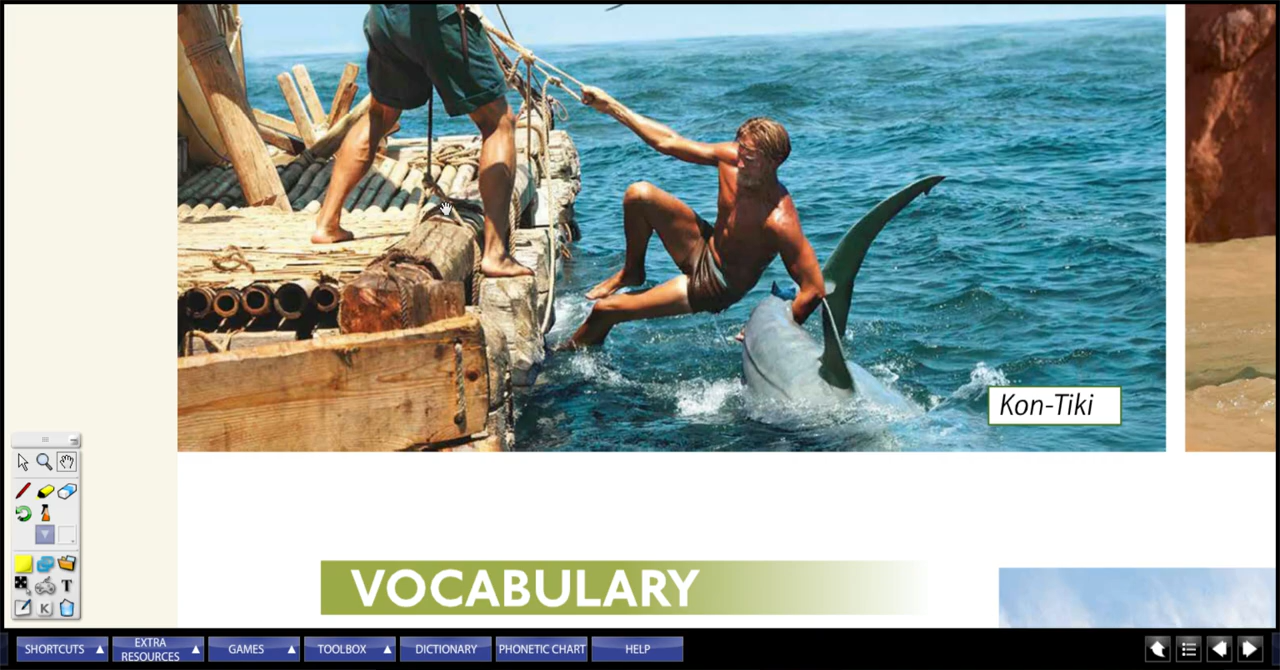 Kon-Tiki
VOCABULARY
SHORTCUTS
EXTRA
RESOURCES
GAMES
TOOLBOX
DICTIONARY
PHONETIC CHART
HELP
T
K